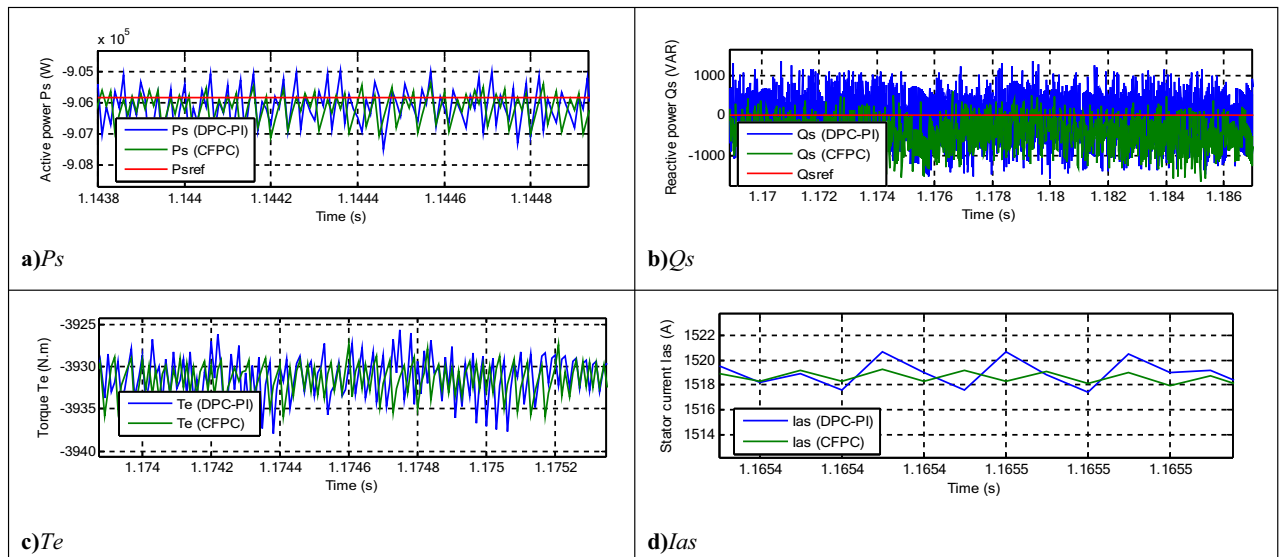 x 10⁵
Active power Ps (W)
-9.05
-9.06
-9.07
-9.08
Ps (DPC-PI)
Ps (CFPC)
Psref
1.1438
1.144
1.1442
1.1444
1.1446
1.1448
Time (s)
a)Ps
Reactive power Qs (VAR)
1000
0
-1000
Qs (DPC-PI)
Qs (CFPC)
Qsref
1.17
1.172
1.174
1.176
1.178
1.18
1.182
1.184
1.186
Time (s)
b)Qs
Torque Te (N.m)
-3925
-3930
-3935
-3940
Te (DPC-PI)
Te (CFPC)
1.174
1.1742
1.1744
1.1746
1.1748
1.175
1.1752
Time (s)
c)Te
Stator current Ias (A)
1522
1520
1518
1516
1514
Ias (DPC-PI)
Ias (CFPC)
1.1654
1.1654
1.1654
1.1655
1.1655
1.1655
Time (s)
d)Ias